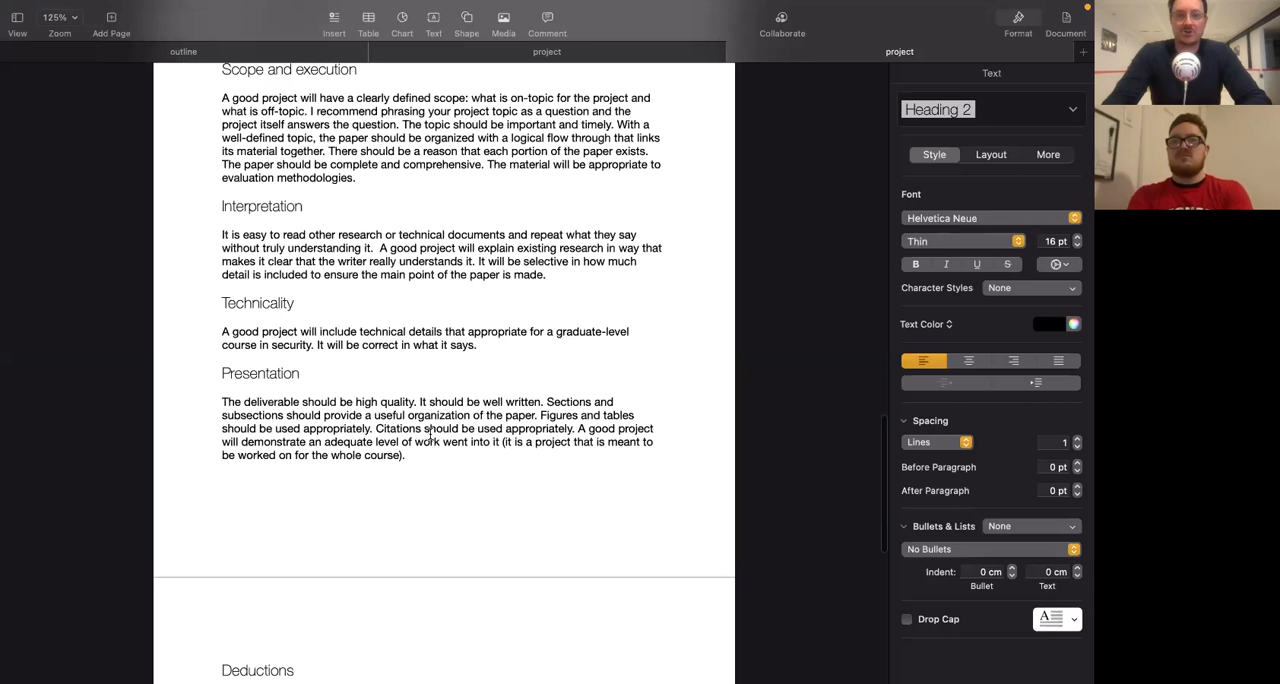 125%
View
Zoom
Add Page
Insert
Table
Chart
Text
Shape
Media
Comment
Collaborate
Format
Document
outline
project
project
Scope and execution
A good project will have a clearly defined scope: what is on-topic for the project and
what is off-topic. I recommend phrasing your project topic as a question and the
project itself answers the question. The topic should be important and timely. With a
well-defined topic, the paper should be organized with a logical flow through that links
its material together. There should be a reason that each portion of the paper exists.
The paper should be complete and comprehensive. The material will be appropriate to
evaluation methodologies.
Interpretation
It is easy to read other research or technical documents and repeat what they say
without truly understanding it.  A good project will explain existing research in way that
makes it clear that the writer really understands it. It will be selective in how much
detail is included to ensure the main point of the paper is made.
Technicality
A good project will include technical details that appropriate for a graduate-level
course in security. It will be correct in what it says.
Presentation
The deliverable should be high quality. It should be well written. Sections and
subsections should provide a useful organization of the paper. Figures and tables
should be used appropriately. Citations should be used appropriately. A good project
will demonstrate an adequate level of work went into it (it is a project that is meant to
be worked on for the whole course).
Deductions
Text
Heading 2
Style
Layout
More
Font
Helvetica Neue
Thin
16 pt
B I U S
Character Styles
None
Text Color
Spacing
Lines
1
Before Paragraph
0 pt
After Paragraph
0 pt
Bullets & Lists
None
No Bullets
Indent:
0 cm
0 cm
Bullet
Text
Drop Cap
A